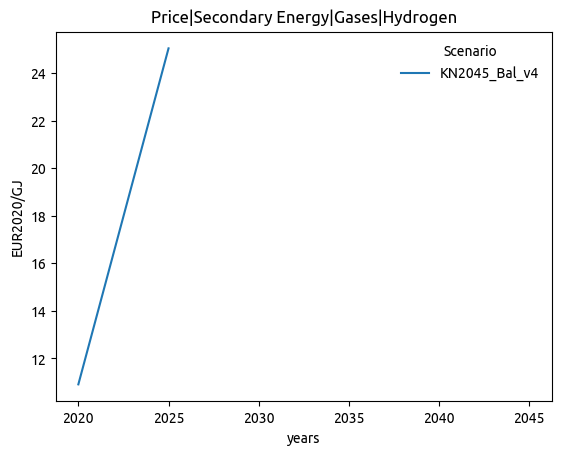 Price|Secondary Energy|Gases|Hydrogen
Scenario
KN2045_Bal_v4
24
22
20
18
16
14
12
EUR2020/GJ
2020 2025 2030 2035 2040 2045
years